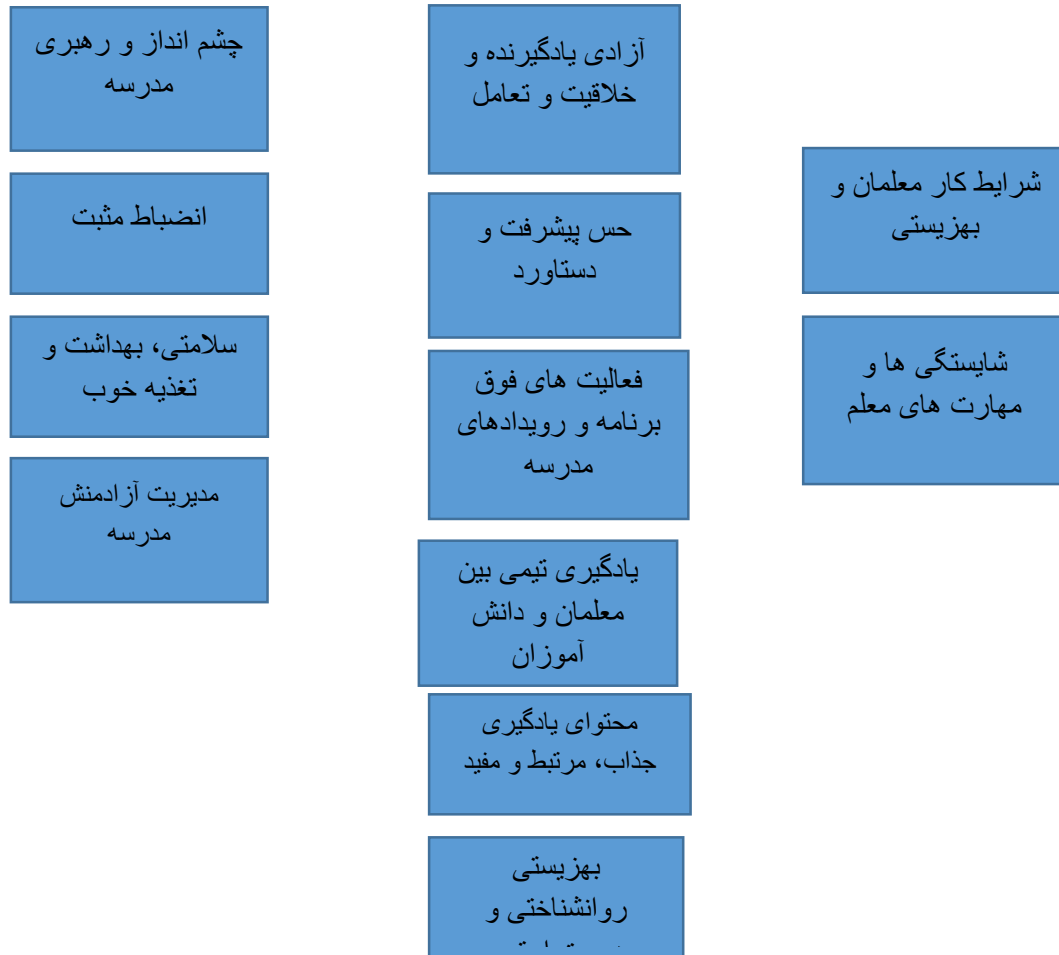 شرایط کار معلمان و
بهزیستی
شایستگی ها و
مهارت های معلم
آزادی یادگیرنده و
خلاقیت و تعامل
حس پیشرفت و
دستاورد
فعالیت های فوق
برنامه و رویدادهای
مدرسه
یادگیری تیمی بین
معلمان و دانش
آموزان
محتوای یادگیری
جذاب، مرتبط و مفید
بهزیستی
روانشناختی و
چشم انداز و رهبری
مدرسه
انضباط مثبت
سلامتی، بهداشت و
تغذیه خوب
مدیریت آزادمنش
مدرسه